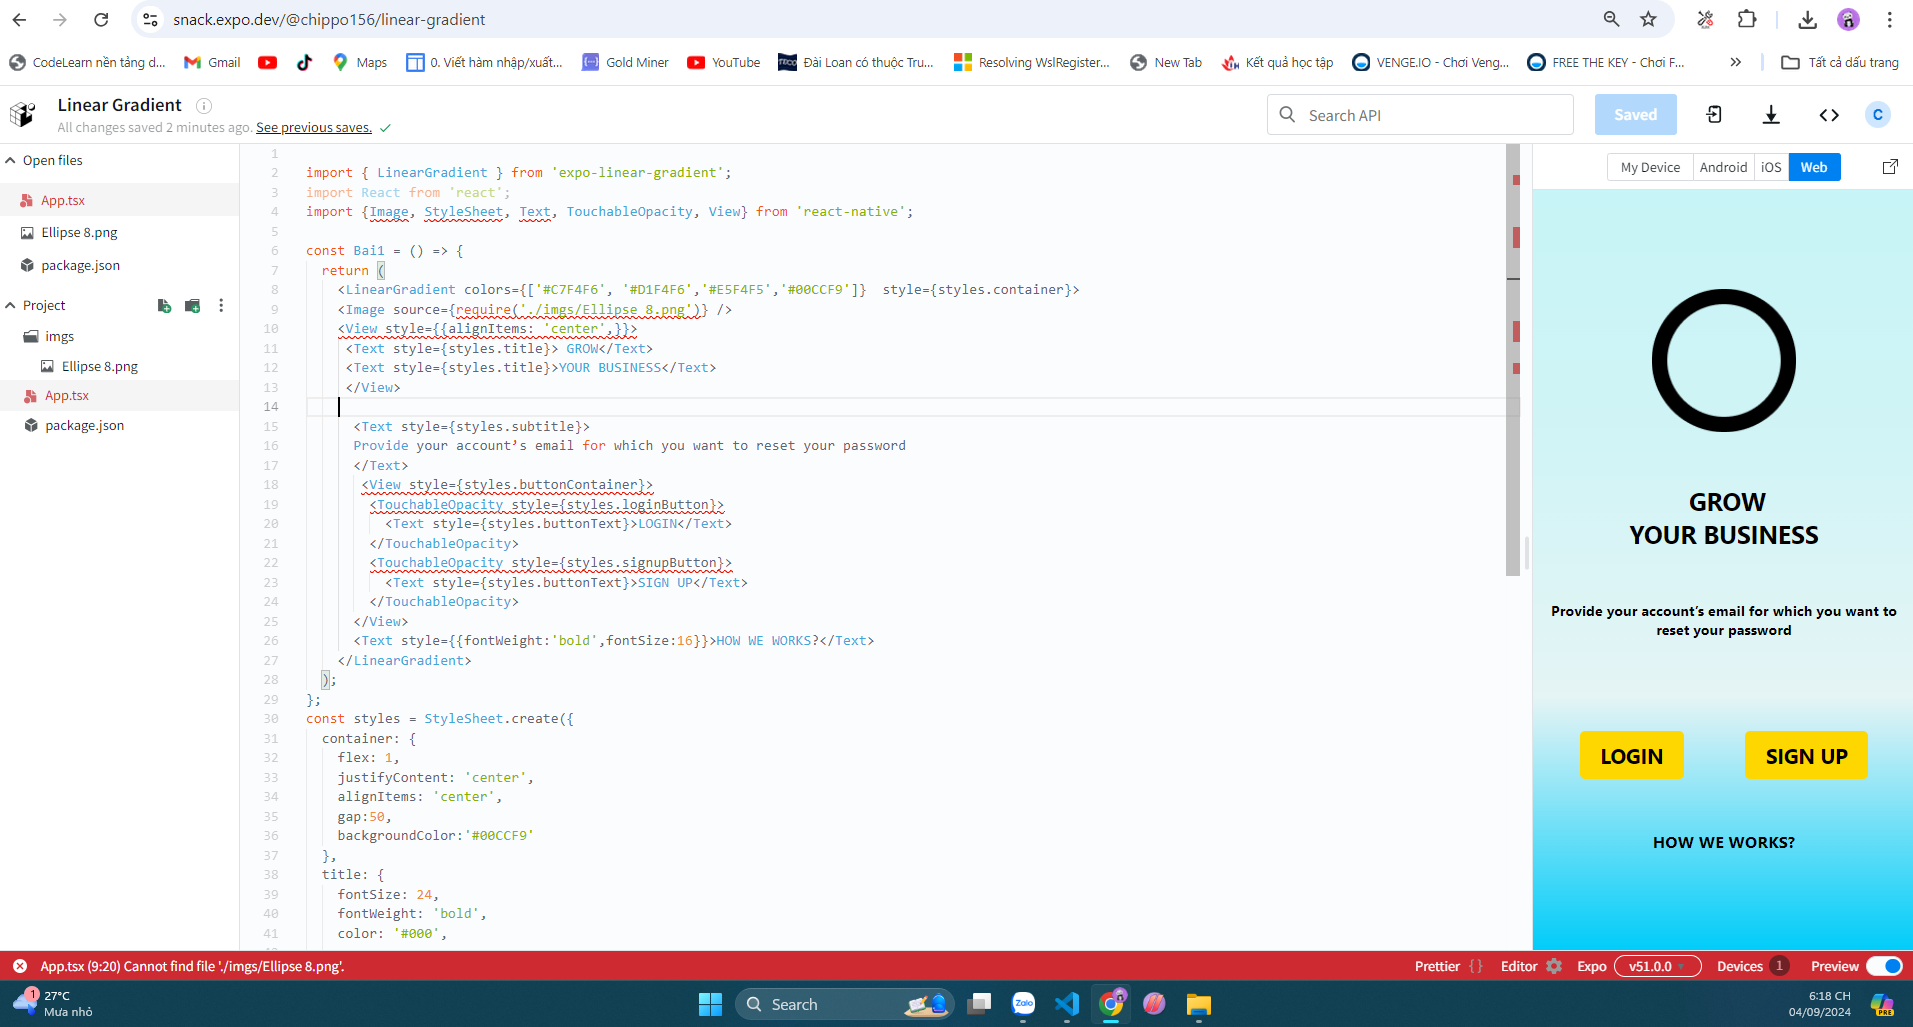 snack.expo.dev/@chippo156/linear-gradient
CodeLearn nền tảng d...
Gmail
Maps
0. Viết hàm nhập/xuất...
Gold Miner
YouTube
Đài Loan có thuộc Tru...
Resolving WslRegister...
New Tab
Kết quả học tập
VENGE.IO - Chơi Veng...
FREE THE KEY - Chơi F...
Tất cả dấu trang
Linear Gradient
All changes saved 2 minutes ago. See previous saves.
Search API
Saved
C
Open files
App.tsx
Ellipse 8.png
package.json
Project
imgs
Ellipse 8.png
App.tsx
package.json
1
2 import { LinearGradient } from 'expo-linear-gradient';
3 import React from 'react';
4 import {Image, StyleSheet, Text, TouchableOpacity, View} from 'react-native';
5
6 const Bai1 = () => {
7 return (
8 <LinearGradient colors={['#C7F4F6', '#D1F4F6','#E5F4F5','#00CCF9']}  style={styles.container}>
9 <Image source={require('./imgs/Ellipse 8.png')} />
10 <View style={{alignItems: 'center',}}>
11 <Text style={styles.title}> GROW</Text>
12 <Text style={styles.title}>YOUR BUSINESS</Text>
13 </View>
14
15 <Text style={styles.subtitle}>
16 Provide your account’s email for which you want to reset your password
17 </Text>
18 <View style={styles.buttonContainer}>
19 <TouchableOpacity style={styles.loginButton}>
20 <Text style={styles.buttonText}>LOGIN</Text>
21 </TouchableOpacity>
22 <TouchableOpacity style={styles.signupButton}>
23 <Text style={styles.buttonText}>SIGN UP</Text>
24 </TouchableOpacity>
25 </View>
26 <Text style={{fontWeight:'bold',fontSize:16}}>HOW WE WORKS?</Text>
27 </LinearGradient>
28 );
29 };
30 const styles = StyleSheet.create({
31 container: {
32 flex: 1,
33 justifyContent: 'center',
34 alignItems: 'center',
35 gap:50,
36 backgroundColor:'#00CCF9'
37 },
38 title: {
39 fontSize: 24,
40 fontWeight: 'bold',
41 color: '#000',
My Device
Android
iOS
Web
GROW
YOUR BUSINESS
Provide your account’s email for which you want to
reset your password
LOGIN
SIGN UP
HOW WE WORKS?
App.tsx (9:20) Cannot find file './imgs/Ellipse 8.png'.
Prettier { }
Editor
Expo
v51.0.0
Devices 1
Preview
1
27°C
Mưa nhỏ
Search
Zalo
6:18 CH
04/09/2024
PRE